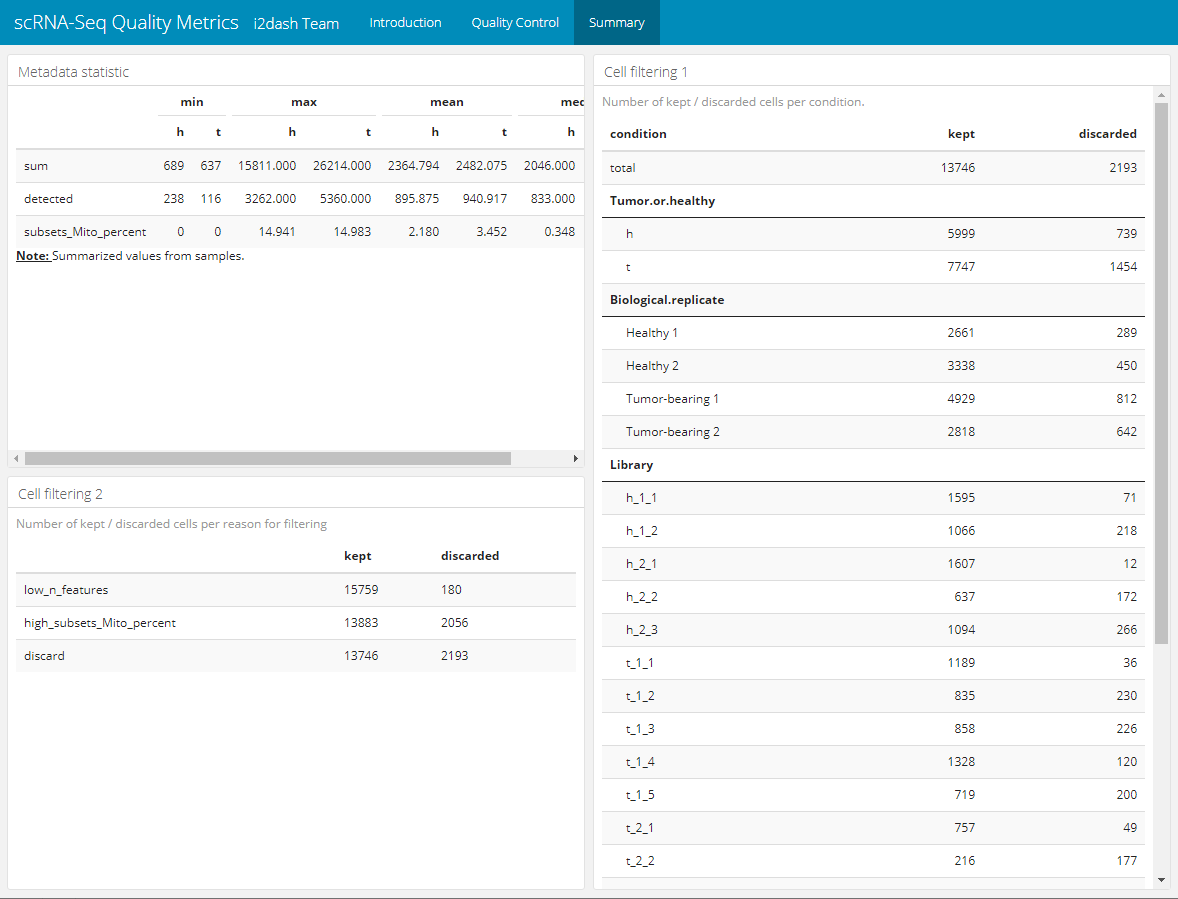 scRNA-Seq Quality Metrics i2dash Team Introduction Quality Control Summary
Metadata statistic
min max mean med
h t h t h t h
sum 689 637 15811.000 26214.000 2364.794 2482.075 2046.000
detected 238 116 3262.000 5360.000 895.875 940.917 833.000
subsets_Mito_percent 0 0 14.941 14.983 2.180 3.452 0.348
Note: Summarized values from samples.
Cell filtering 2
Number of kept / discarded cells per reason for filtering
kept discarded
low_n_features 15759 180
high_subsets_Mito_percent 13883 2056
discard 13746 2193
Cell filtering 1
Number of kept / discarded cells per condition.
condition kept discarded
total 13746 2193
Tumor.or.healthy
h 5999 739
t 7747 1454
Biological.replicate
Healthy 1 2661 289
Healthy 2 3338 450
Tumor-bearing 1 4929 812
Tumor-bearing 2 2818 642
Library
h_1_1 1595 71
h_1_2 1066 218
h_2_1 1607 12
h_2_2 637 172
h_2_3 1094 266
t_1_1 1189 36
t_1_2 835 230
t_1_3 858 226
t_1_4 1328 120
t_1_5 719 200
t_2_1 757 49
t_2_2 216 177